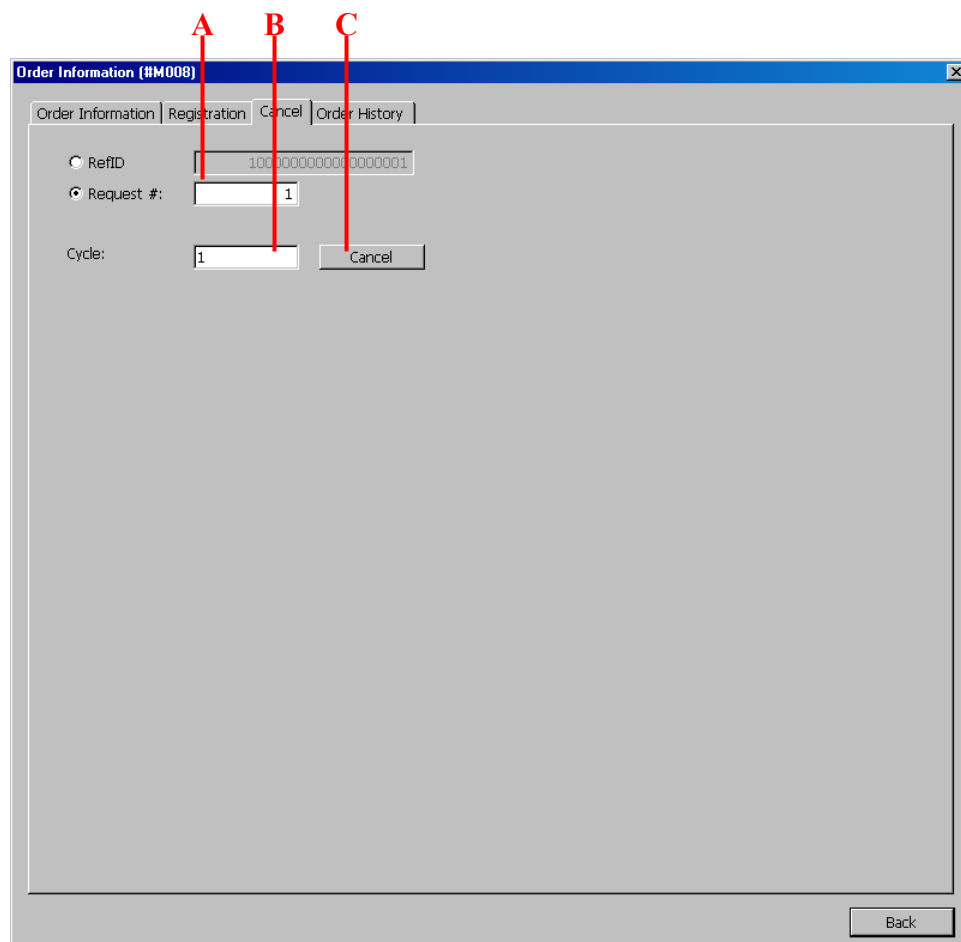 A B C
Order Information (#M008)
Order Information Registration Cancel Order History
RefID 1000000000000000001
Request #: 1
Cycle: 1 Cancel
Back